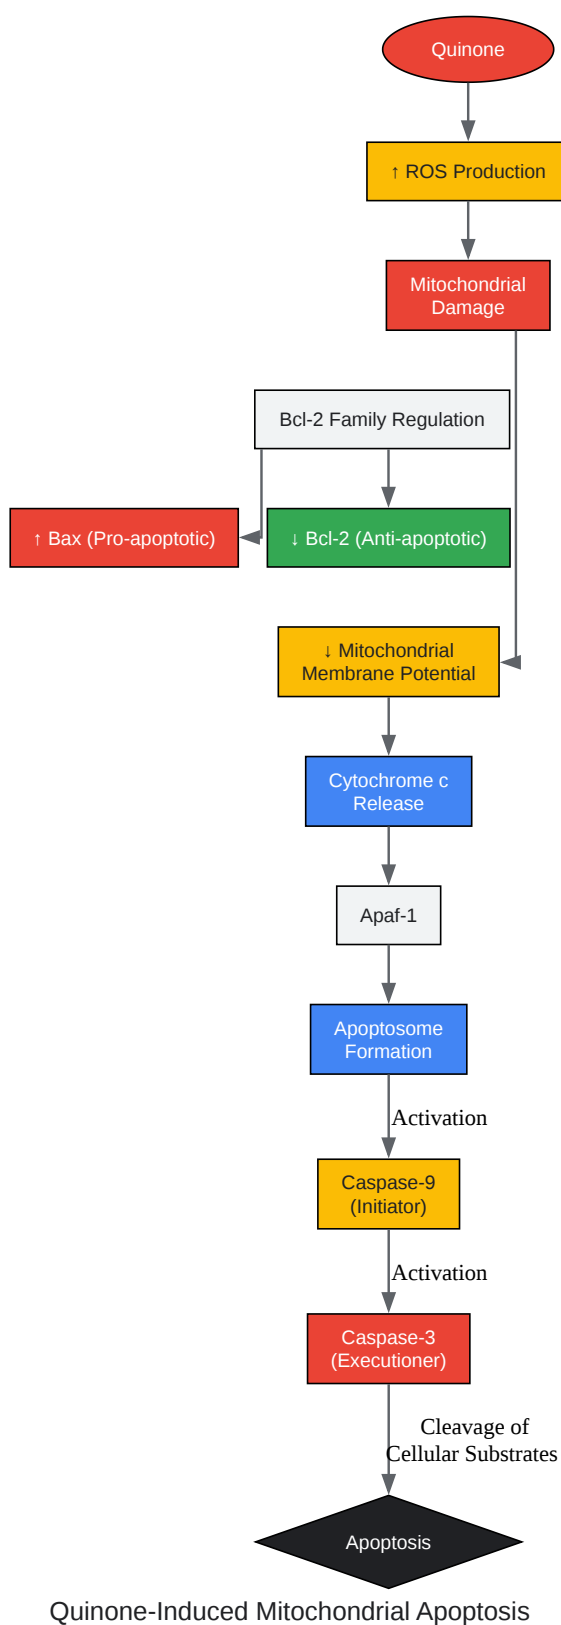 Quinone
↑ ROS Production
Mitochondrial
Damage
Bcl-2 Family Regulation
↑ Bax (Pro-apoptotic)
↓ Bcl-2 (Anti-apoptotic)
↓ Mitochondrial
Membrane Potential
Cytochrome c
Release
Apaf-1
Apoptosome
Formation
Activation
Caspase-9
(Initiator)
Activation
Caspase-3
(Executioner)
Cleavage of
Cellular Substrates
Apoptosis
Quinone-Induced Mitochondrial Apoptosis